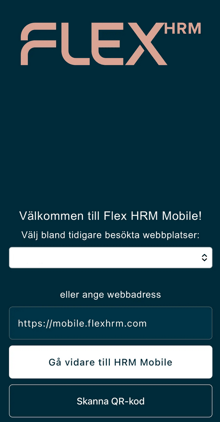 FLEX HRM
Välkommen till Flex HRM Mobile!
Välj bland tidigare besökta webbplatser:
eller ange webbadress
https://mobile.flexhrm.com
Gå vidare till HRM Mobile
Skanna QR-kod